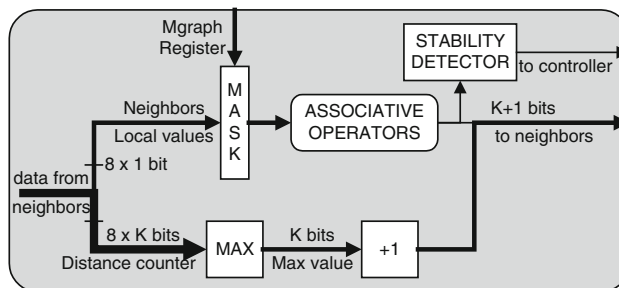 Mgraph
Register
STABILITY
DETECTOR
to controller
MASK
Neighbors
Local values
ASSOCIATIVE
OPERATORS
K+1 bits
to neighbors
8 x 1 bit
data from
neighbors
8 x K bits
Distance counter
MAX
K bits
Max value
+1